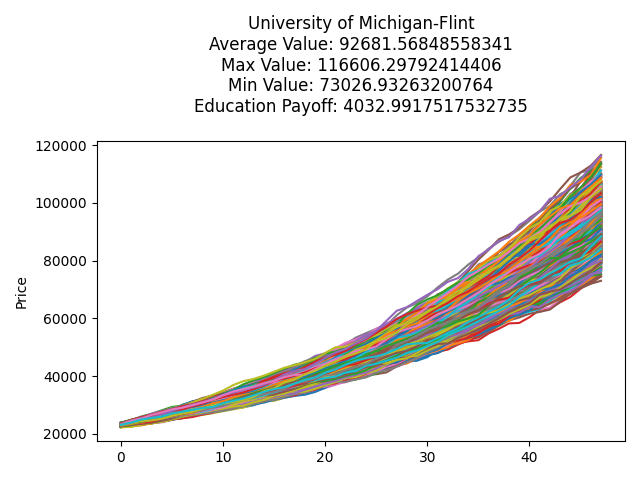 University of Michigan-Flint
Average Value: 92681.56848558341
Max Value: 116606.29792414406
Min Value: 73026.93263200764
Education Payoff: 4032.9917517532735
120000
100000
80000
60000
40000
20000
Price
0 10 20 30 40